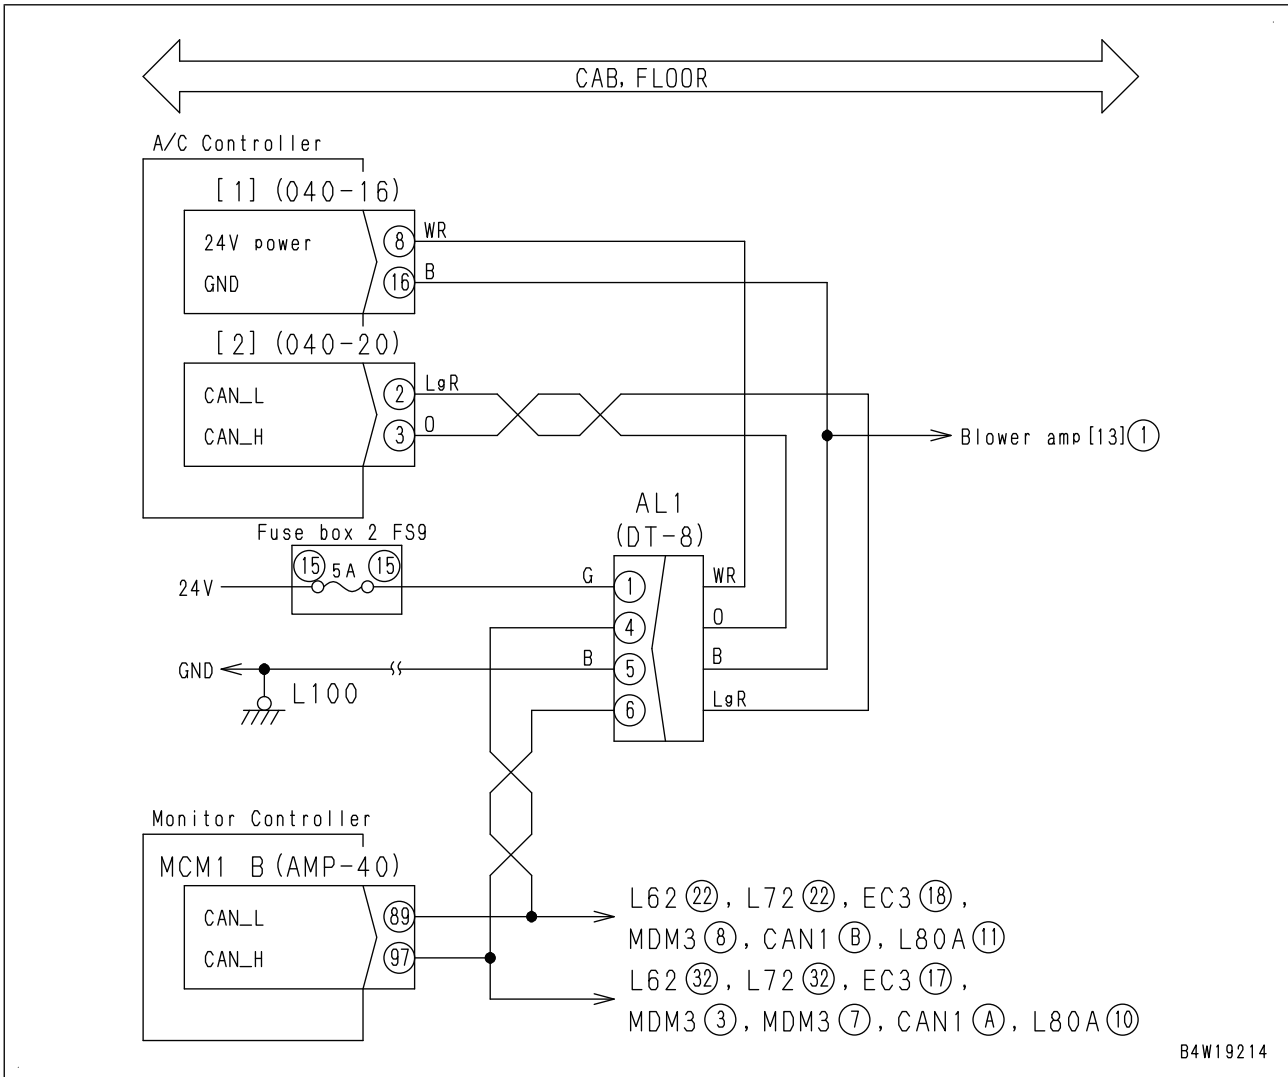 CAB, FLOOR
A/C Controller
[1] (040-16)
24V power 8 WR
GND 16 B
[2] (040-20)
CAN_L 2 LgR
CAN_H 3 O
Blower amp[13] 1
AL1
(DT-8)
Fuse box 2 FS9
15 5A 15
24V G 1 WR
4 O
GND B 5 B
L100
6 LgR
Monitor Controller
MCM1 B (AMP-40)
CAN_L 89
CAN_H 97
L62 22, L72 22, EC3 18,
MDM3 8, CAN1 B, L80A 11
L62 32, L72 32, EC3 17,
MDM3 3, MDM3 7, CAN1 A, L80A 10
B4W19214